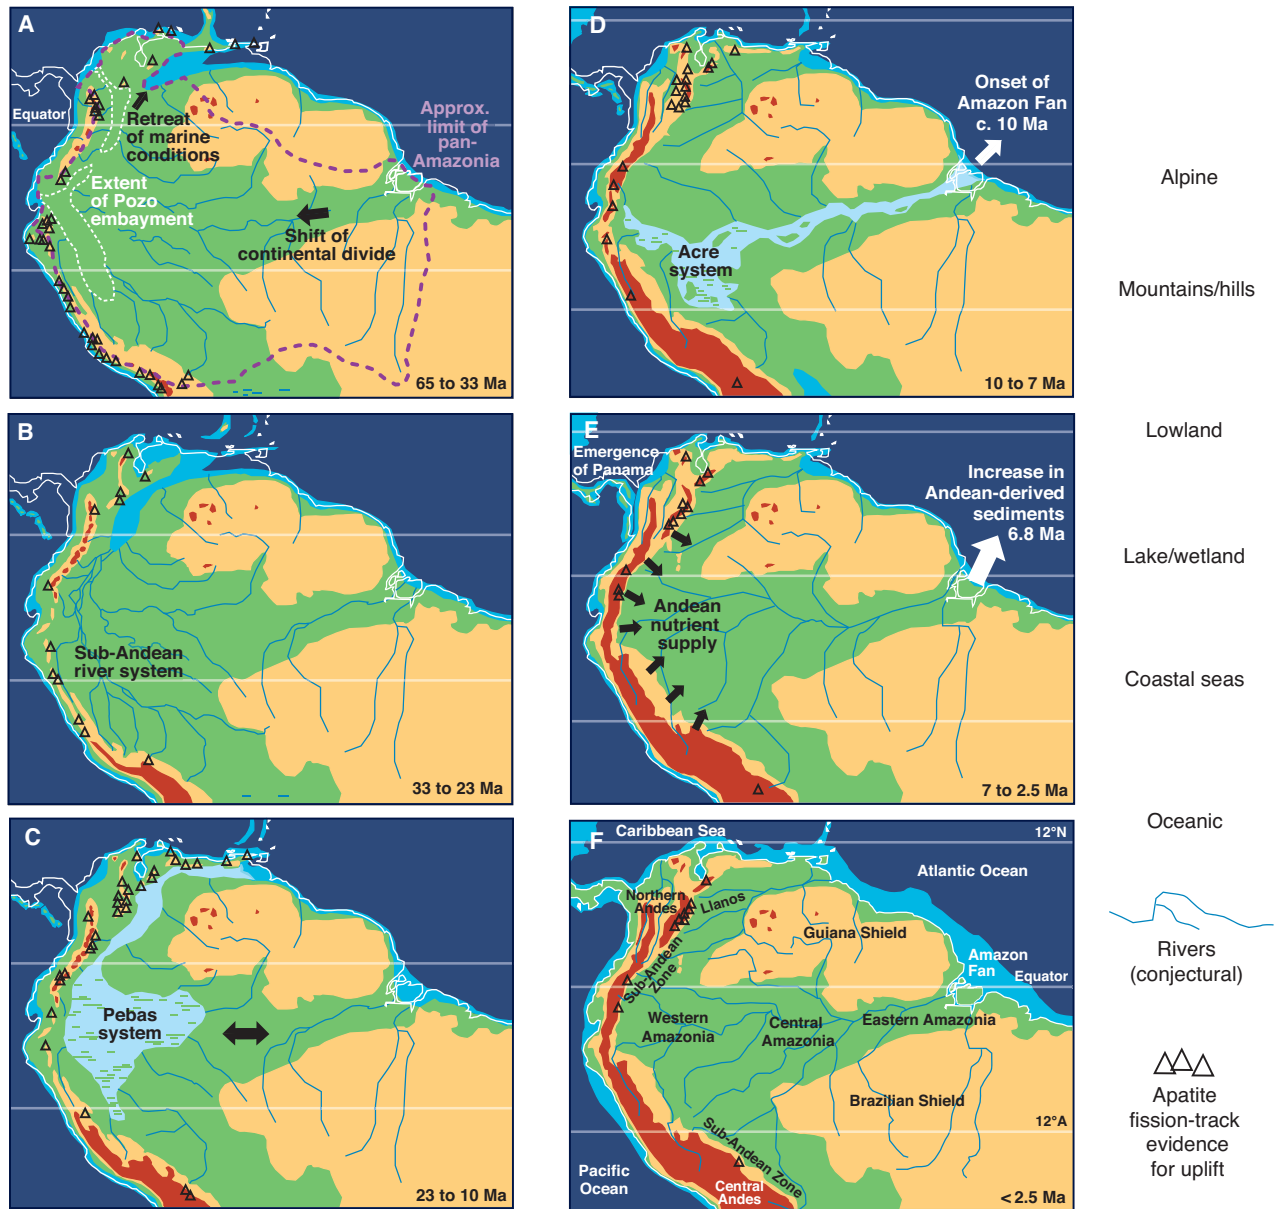 A
Equator
Retreat
of marine
conditions
Approx.
limit of
pan-
Amazonia
Extent
of Pozo
embayment
Shift of
continental divide
65 to 33 Ma
B
Sub-Andean
river system
33 to 23 Ma
C
Pebas
system
23 to 10 Ma
D
Onset of
Amazon Fan
c. 10 Ma
Acre
system
10 to 7 Ma
E
Emergence
of Panama
Increase in
Andean-derived
sediments
6.8 Ma
Andean
nutrient
supply
7 to 2.5 Ma
F
Caribbean Sea
12°N
Atlantic Ocean
Northern
Andes
Llanos
Guiana Shield
Sub-Andean
Zone
Amazon
Fan
Equator
Western
Amazonia
Central
Amazonia
Eastern Amazonia
Brazilian Shield
12°A
Sub-Andean Zone
Pacific
Ocean
Central
Andes
< 2.5 Ma
Alpine
Mountains/hills
Lowland
Lake/wetland
Coastal seas
Oceanic
Rivers
(conjectural)
Apatite
fission-track
evidence
for uplift